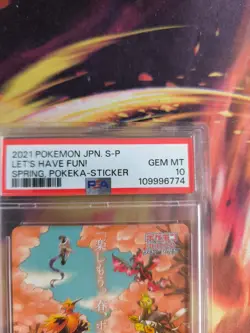 2021 POKEMON JPN. S-P
LET'S HAVE FUN!
SPRING, POKEKA-STICKER
GEM MT
10
PSA
109996774